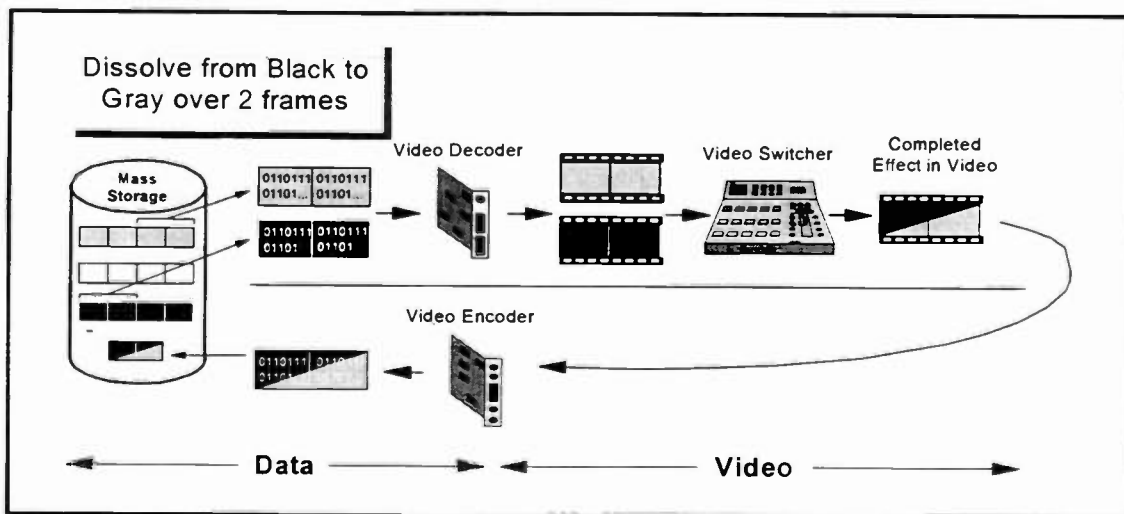 Dissolve from Black to
Gray over 2 frames
Mass
Storage
0110111 0110111
01101... 01101...
0110111 0110111
01101 01101
Video Decoder
Video Switcher
Completed
Effect in Video
Video Encoder
0110111
Data
Video